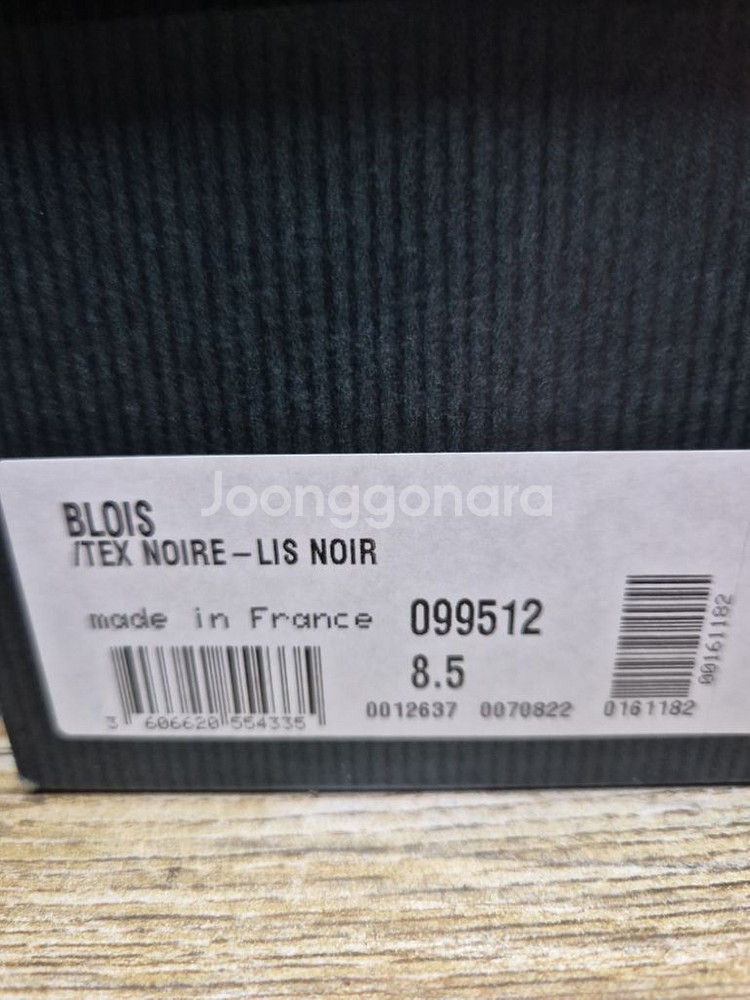 Joonggonara
BLOIS
/TEX NOIRE-LIS NOIR
made in France 099512
8.5
3 606620 554335
0012637 0070822 0161182
00161182